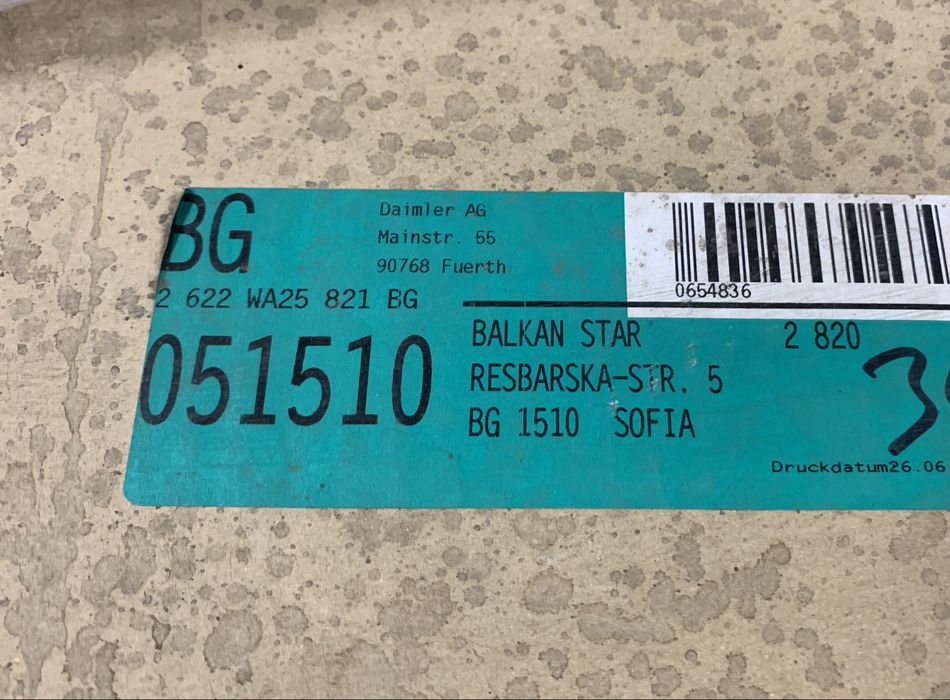 BG
Daimler AG
Mainstr. 55
90768 Fuerth
2 622 WA25 821 BG
0654836
051510
BALKAN STAR 2 820
RESBARSKA-STR. 5
BG 1510 SOFIA
Druckdatum26.06